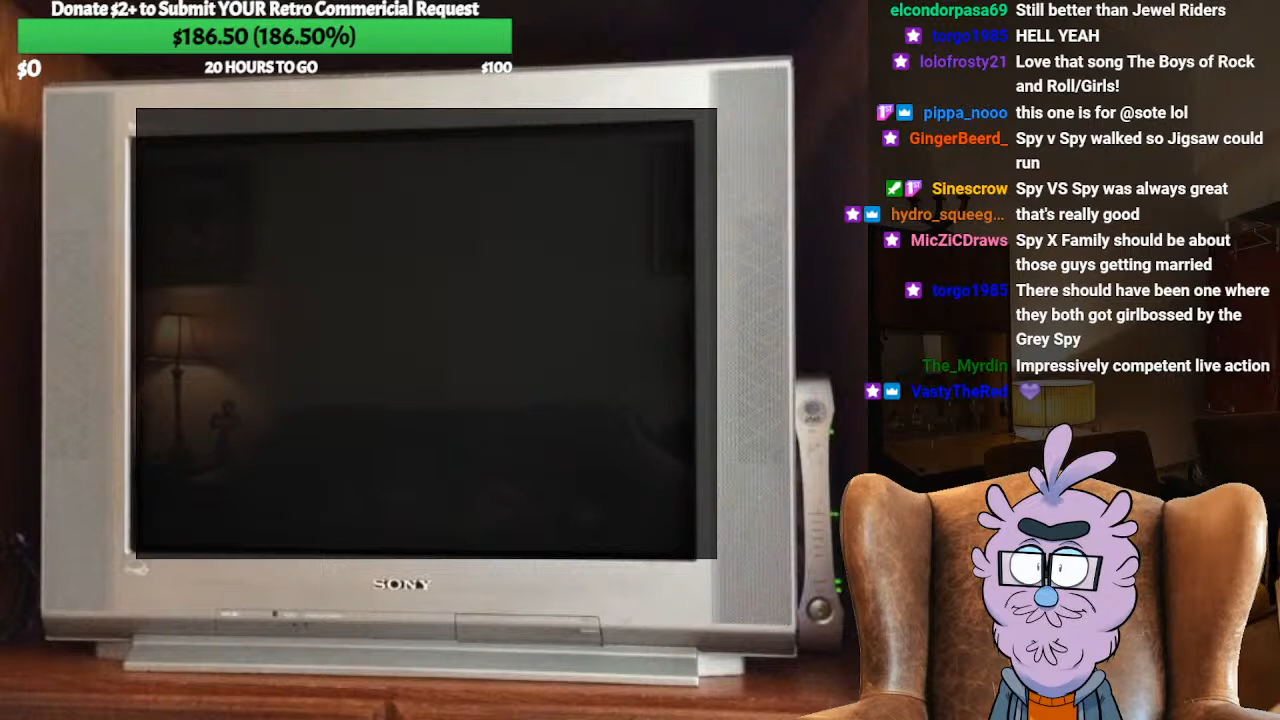 Donate $2+ to Submit YOUR Retro Commericial Request
$186.50 (186.50%)
$0
20 HOURS TO GO
$100
SONY
elcondorpasa69 Still better than Jewel Riders
torgo1985 HELL YEAH
lolofrosty21 Love that song The Boys of Rock
and Roll/Girls!
pippa_nooo this one is for @sote lol
GingerBeerd_ Spy v Spy walked so Jigsaw could
run
Sinescrow Spy VS Spy was always great
hydro_squeeg... that's really good
MicZiCDraws Spy X Family should be about
those guys getting married
torgo1985 There should have been one where
they both got girlbossed by the
Grey Spy
The_Myrdin Impressively competent live action
VastyTheRed